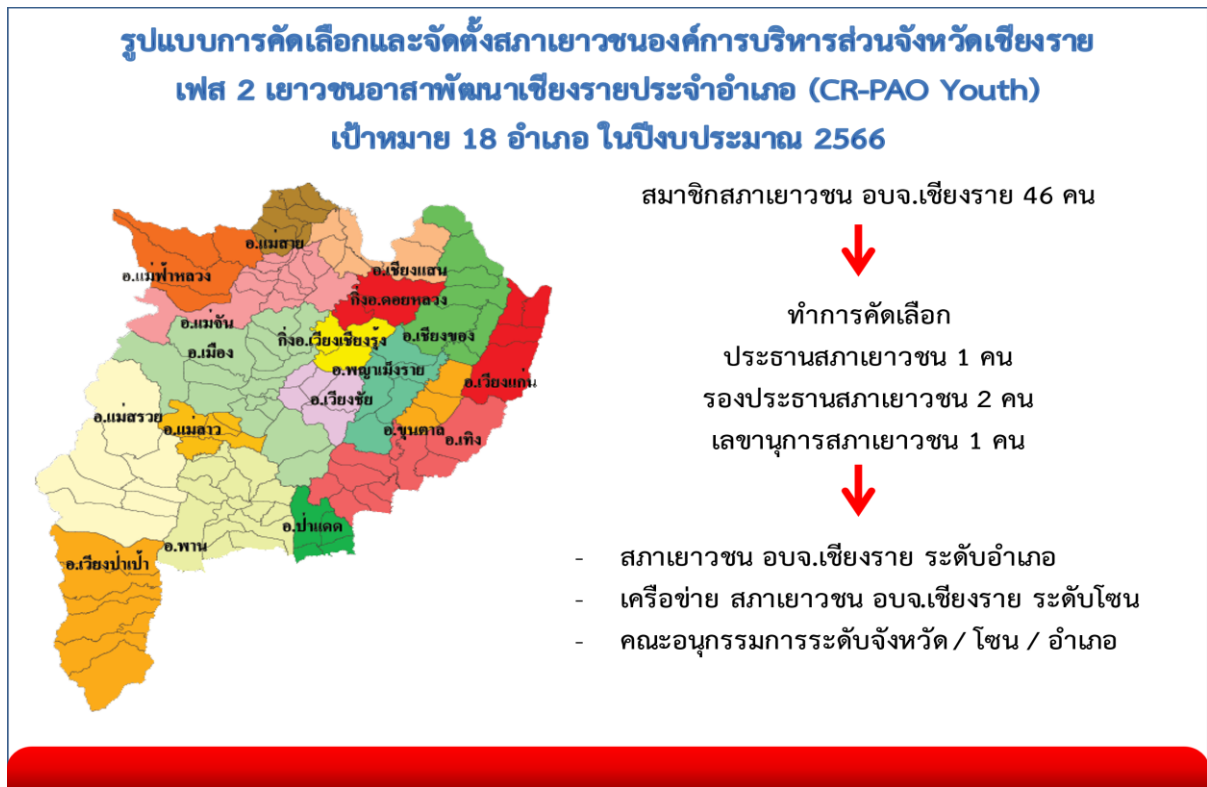 รูปแบบการคัดเลือกและจัดตั้งสภาเยาวชนองค์การบริหารส่วนจังหวัดเชียงราย
เฟส 2 เยาวชนอาสาพัฒนาเชียงรายประจำอำเภอ (CR-PAO Youth)
เป้าหมาย 18 อำเภอ ในปีงบประมาณ 2566
อ.แม่สาย
อ.แม่ฟ้าหลวง
อ.เชียงแสน
กิ่งอ.ดอยหลวง
อ.แม่จัน
กิ่งอ.เวียงเชียงรุ้ง
อ.เชียงของ
อ.เมือง
อ.พญาเม็งราย
อ.เวียงแก่น
อ.เวียงชัย
อ.แม่สรวย
อ.แม่ลาว
อ.ขุนตาล
อ.เทิง
อ.ป่าแดด
อ.พาน
อ.เวียงป่าเป้า
สมาชิกสภาเยาวชน อบจ.เชียงราย 46 คน
ทำการคัดเลือก
ประธานสภาเยาวชน 1 คน
รองประธานสภาเยาวชน 2 คน
เลขานุการสภาเยาวชน 1 คน
- สภาเยาวชน อบจ.เชียงราย ระดับอำเภอ
- เครือข่าย สภาเยาวชน อบจ.เชียงราย ระดับโซน
- คณะอนุกรรมการระดับจังหวัด / โซน / อำเภอ